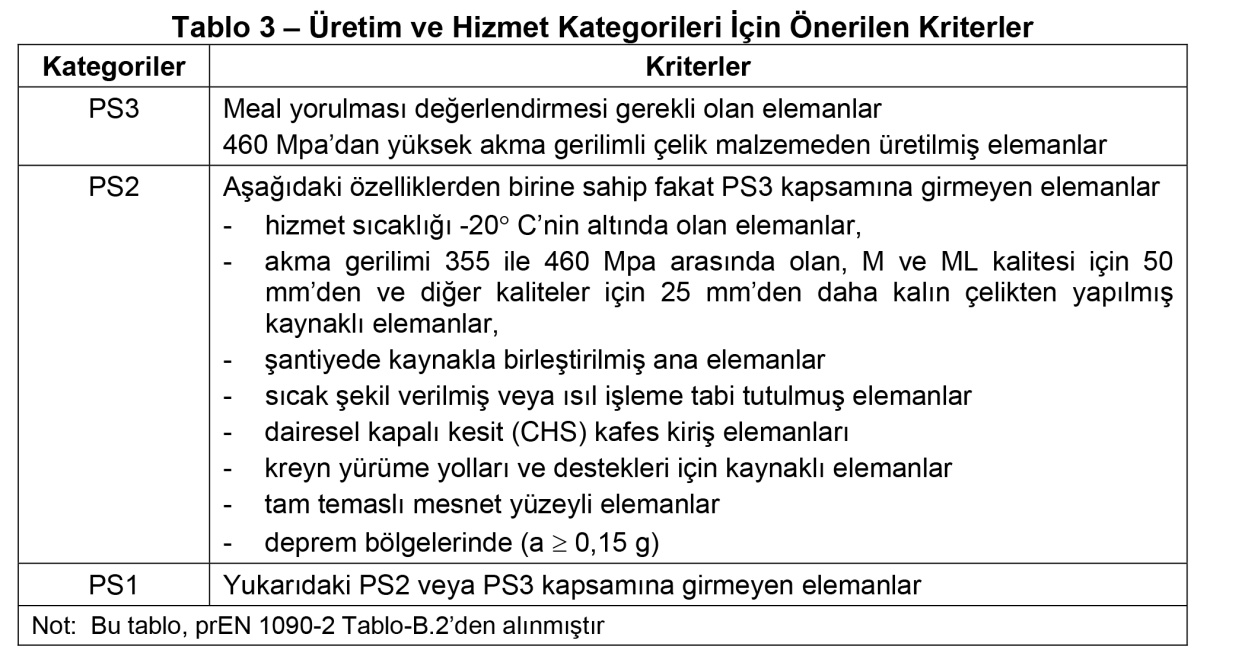 Tablo 3 – Üretim ve Hizmet Kategorileri İçin Önerilen Kriterler
Kategoriler Kriterler
PS3 Meal yorulması değerlendirmesi gerekli olan elemanlar
460 Mpa’dan yüksek akma gerilimli çelik malzemeden üretilmiş elemanlar
PS2 Aşağıdaki özelliklerden birine sahip fakat PS3 kapsamına girmeyen elemanlar
- hizmet sıcaklığı -20° C’nin altında olan elemanlar,
- akma gerilimi 355 ile 460 Mpa arasında olan, M ve ML kalitesi için 50
mm’den ve diğer kaliteler için 25 mm’den daha kalın çelikten yapılmış
kaynaklı elemanlar,
- şantiyede kaynakla birleştirilmiş ana elemanlar
- sıcak şekil verilmiş veya ısıl işleme tabi tutulmuş elemanlar
- dairesel kapalı kesit (CHS) kafes kiriş elemanları
- kreyn yürüme yolları ve destekleri için kaynaklı elemanlar
- tam temaslı mesnet yüzeyli elemanlar
- deprem bölgelerinde (a ≥ 0,15 g)
PS1 Yukarıdaki PS2 veya PS3 kapsamına girmeyen elemanlar
Not: Bu tablo, prEN 1090-2 Tablo-B.2’den alınmıştır